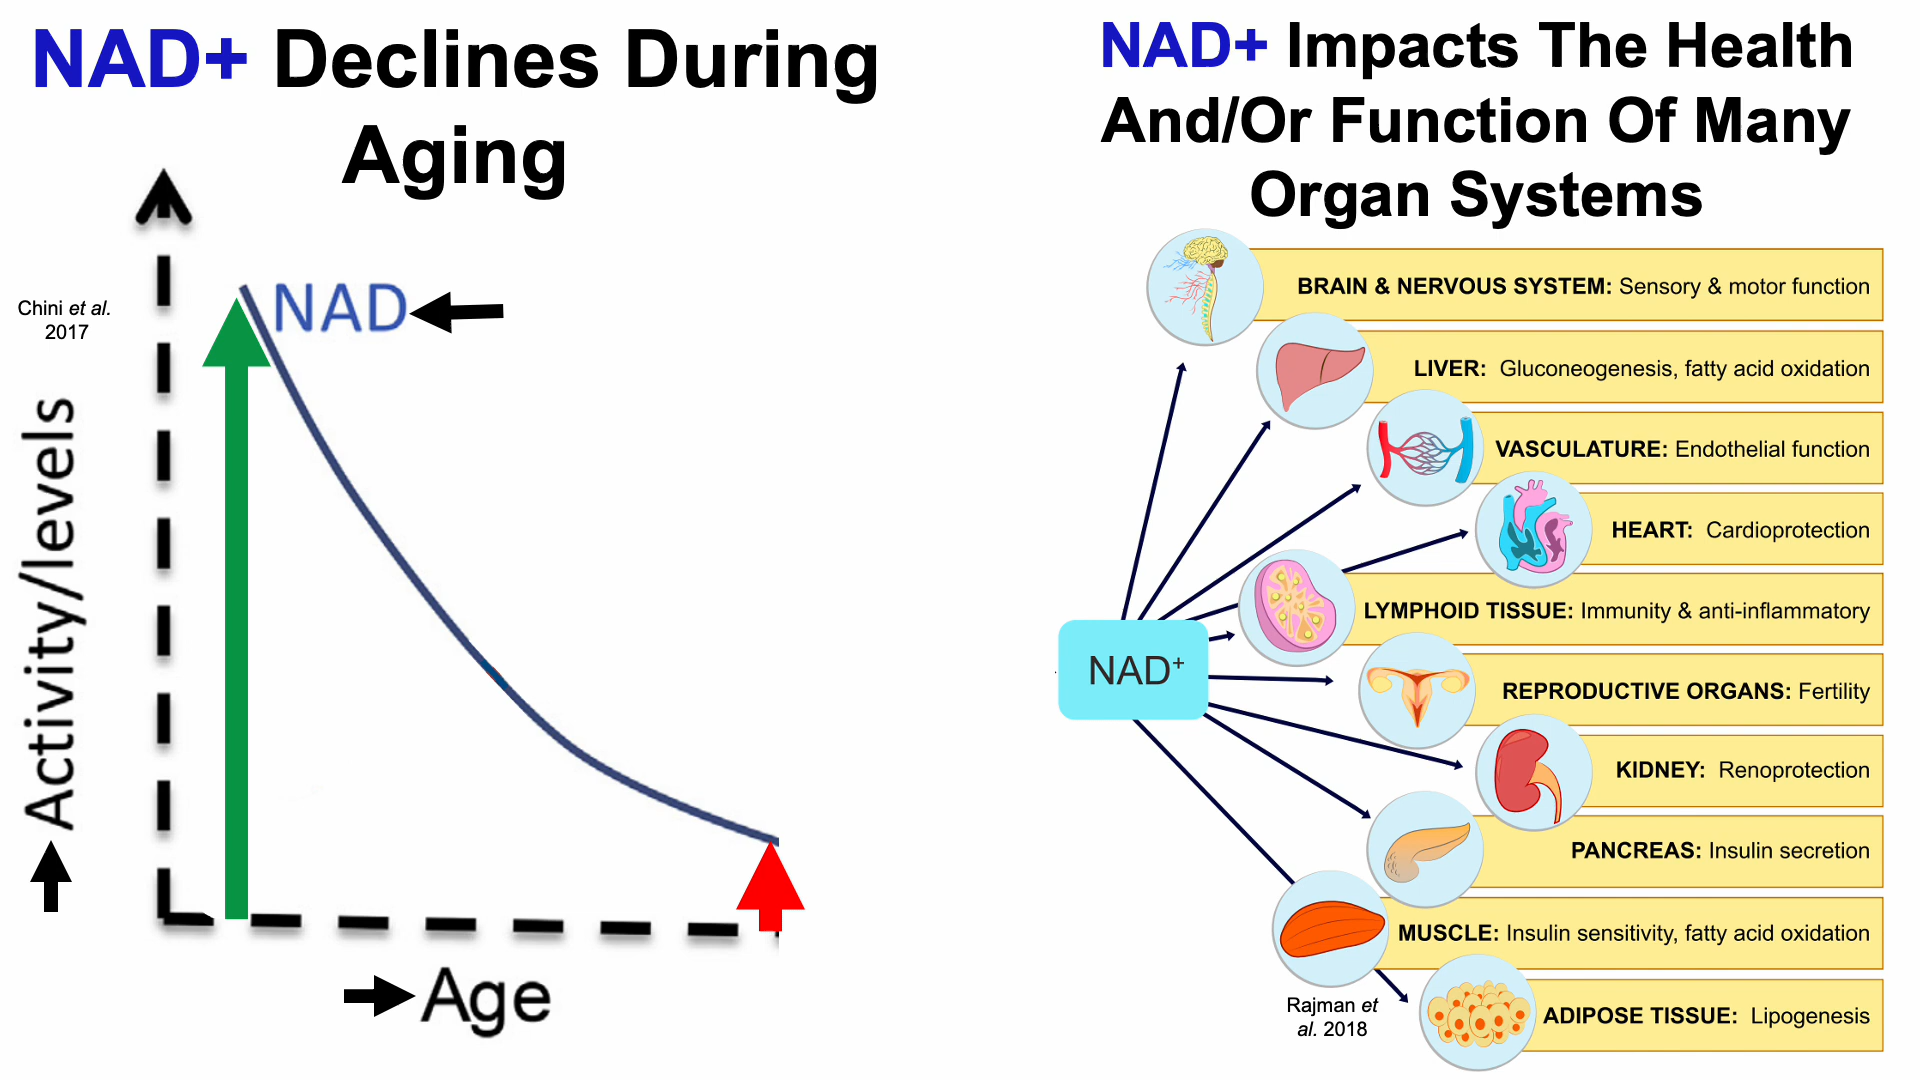 NAD+ Declines During
Aging
Chini et al.
2017
NAD
Activity/levels
Age
NAD+ Impacts The Health
And/Or Function Of Many
Organ Systems
BRAIN & NERVOUS SYSTEM: Sensory & motor function
LIVER: Gluconeogenesis, fatty acid oxidation
VASCULATURE: Endothelial function
HEART: Cardioprotection
LYMPHOID TISSUE: Immunity & anti-inflammatory
NAD⁺
REPRODUCTIVE ORGANS: Fertility
KIDNEY: Renoprotection
PANCREAS: Insulin secretion
MUSCLE: Insulin sensitivity, fatty acid oxidation
Rajman et
al. 2018
ADIPOSE TISSUE: Lipogenesis